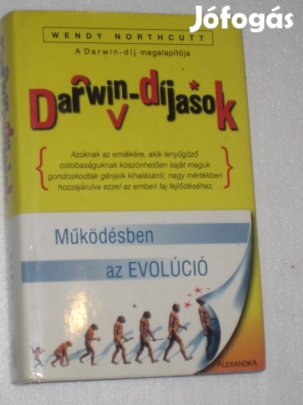 Jófogás
WENDY NORTHCUTT
A Darwin-díj megalapítója
Darwin-díjasok
Azoknak az emlékére, akik lenyűgöző
ostobaságuknak köszönhetően saját maguk
gondoskodtak génjeik kihalásáról, nagy mértékben
hozzájárulva ezzel az emberi faj fejlődéséhez.
Működésben
az EVOLÚCIÓ
ALEXANDRA